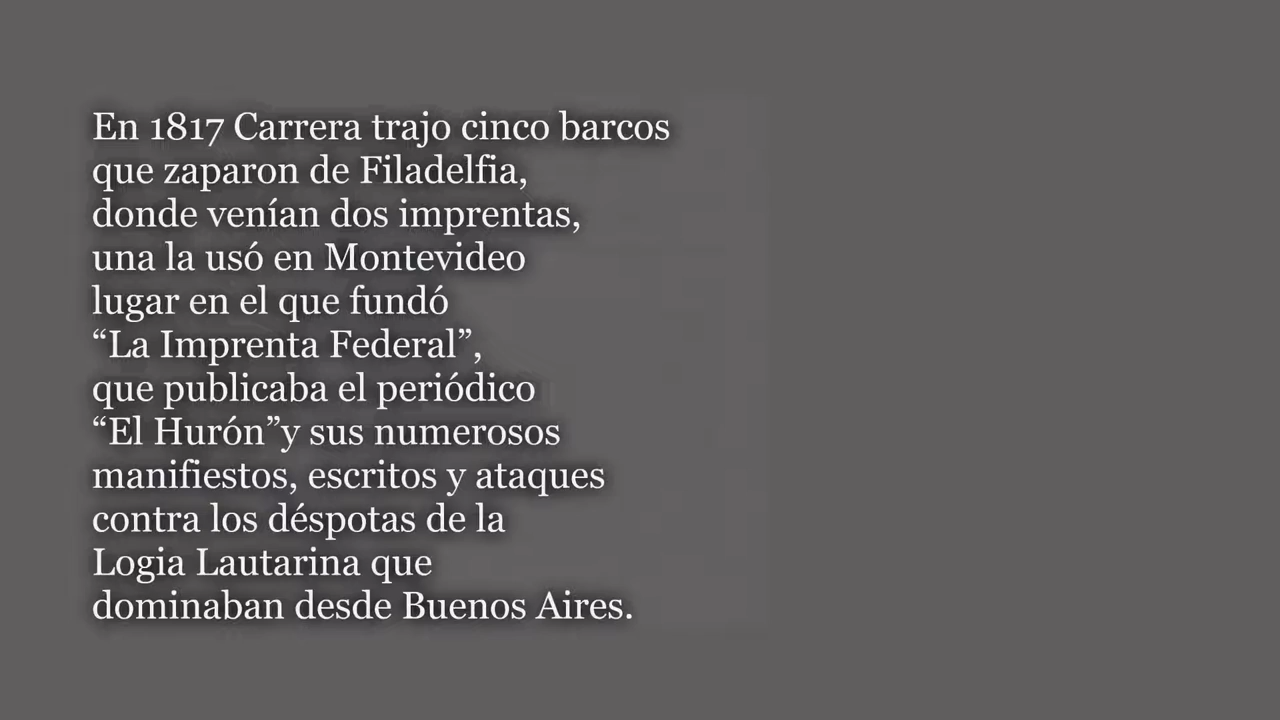 En 1817 Carrera trajo cinco barcos
que zaparon de Filadelfia,
donde venían dos imprentas,
una la usó en Montevideo
lugar en el que fundó
“La Imprenta Federal”,
que publicaba el periódico
“El Hurón”y sus numerosos
manifiestos, escritos y ataques
contra los déspotas de la
Logia Lautarina que
dominaban desde Buenos Aires.